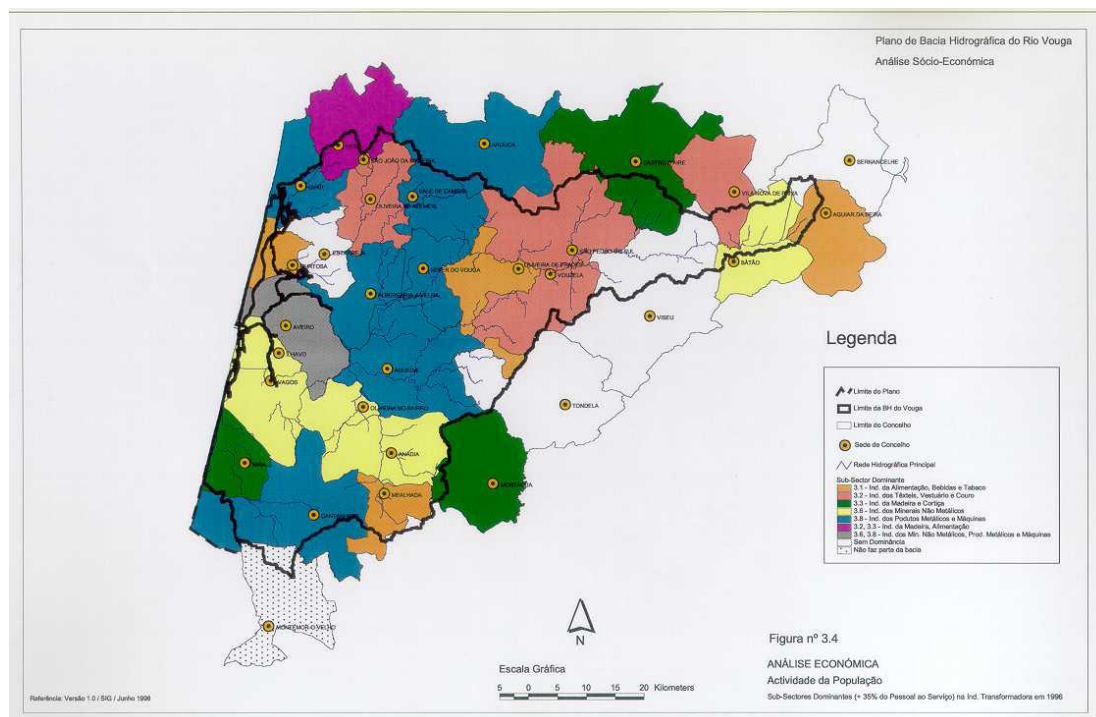 Plano de Bacia Hidrográfica do Rio Vouga
Análise Sócio-Económica
AROUCA
CASTRO D'AIRE
SERNANCELHE
SÃO JOÃO DA MADEIRA
OVAR
VALE DE CAMBRA
OLIVEIRA DE AZEMEIS
VILA NOVA DE PAIVA
AGUIAR DA BEIRA
ESTARREJA
MURTOSA
SEVER DO VOUGA
OLIVEIRA DE FRADES
SÃO PEDRO DO SUL
VOUZELA
SÁTÃO
ALBERGARIA-A-VELHA
VISEU
AVEIRO
ÍLHAVO
VAGOS
ÁGUEDA
OLIVEIRA DO BAIRRO
TONDELA
ANADIA
MIRA
MEALHADA
MORTÁGUA
CANTANHEDE
MONTEMOR-O-VELHO
Legenda
Limite do Plano
Limite da BH do Vouga
Limite de Concelho
Sede de Concelho
Rede Hidrográfica Principal
Sub-Sector Dominante
3.1 - Ind. da Alimentação, Bebidas e Tabaco
3.2 - Ind. dos Têxteis, Vestuário e Couro
3.3 - Ind. da Madeira e Cortiça
3.6 - Ind. dos Minerais Não Metálicos
3.8 - Ind. dos Podutos Metálicos e Máquinas
3.2, 3.3 - Ind. da Madeira, Alimentação
3.6, 3.8 - Ind. dos Min. Não Metálicos, Prod. Metálicos e Máquinas
Sem Dominância
Não faz parte da bacia
N
Figura nº 3.4
ANÁLISE ECONÓMICA
Actividade da População
Sub-Sectores Dominantes (+ 35% do Pessoal ao Serviço) na Ind. Transformadora em 1996
Escala Gráfica
5 0 5 10 15 20 Kilometers
Referência: Versão 1.0 / SIG / Junho 1998